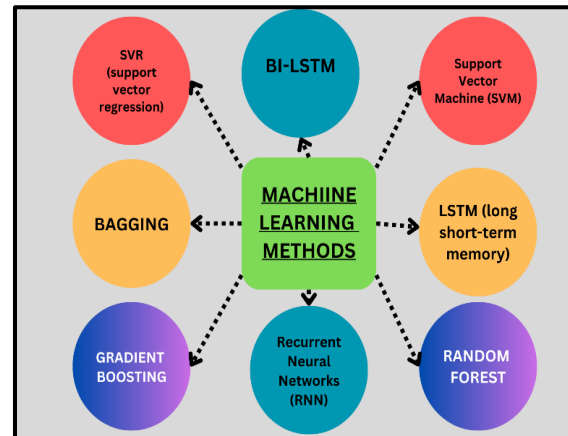 SVR
(support
vector
regression)
BI-LSTM
Support
Vector
Machine (SVM)
BAGGING
MACHIINE
LEARNING
METHODS
LSTM (long
short-term
memory)
GRADIENT
BOOSTING
Recurrent
Neural
Networks
(RNN)
RANDOM
FOREST